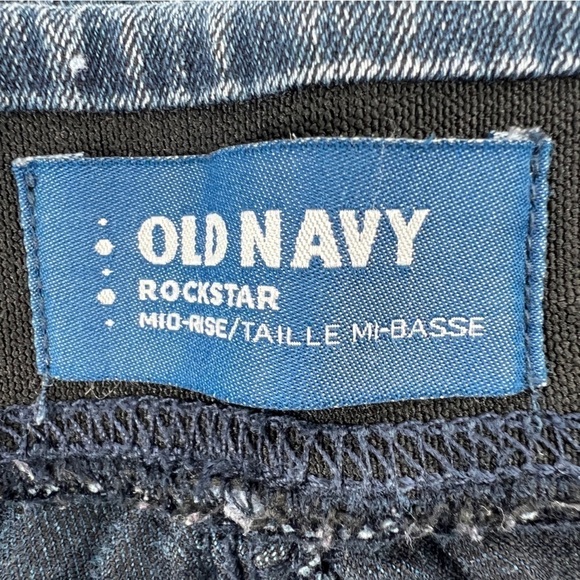 OLD NAVY
ROCKSTAR
MID-RISE/TAILLE MI-BASSE